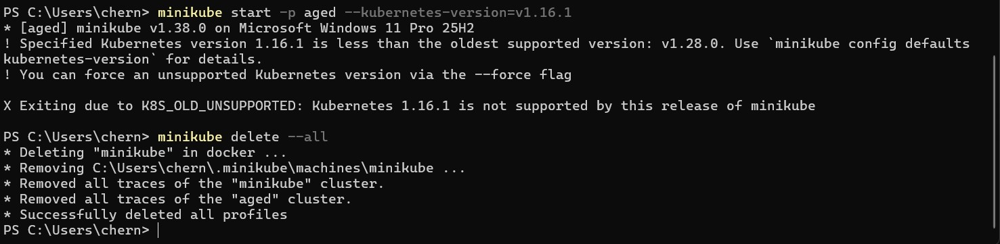 PS C:\Users\chern> minikube start -p aged --kubernetes-version=v1.16.1
* [aged] minikube v1.38.0 on Microsoft Windows 11 Pro 25H2
! Specified Kubernetes version 1.16.1 is less than the oldest supported version: v1.28.0. Use `minikube config defaults
kubernetes-version` for details.
! You can force an unsupported Kubernetes version via the --force flag
X Exiting due to K8S_OLD_UNSUPPORTED: Kubernetes 1.16.1 is not supported by this release of minikube
PS C:\Users\chern> minikube delete --all
* Deleting "minikube" in docker ...
* Removing C:\Users\chern\.minikube\machines\minikube ...
* Removed all traces of the "minikube" cluster.
* Removed all traces of the "aged" cluster.
* Successfully deleted all profiles
PS C:\Users\chern>